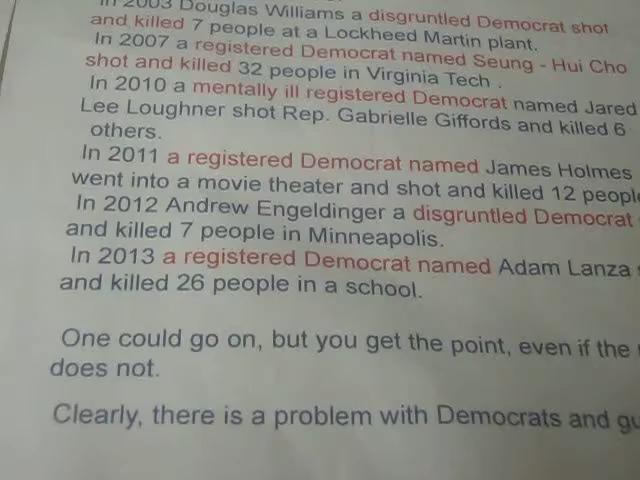 In 2003 Douglas Williams a disgruntled Democrat shot
and killed 7 people at a Lockheed Martin plant.
In 2007 a registered Democrat named Seung - Hui Cho
shot and killed 32 people in Virginia Tech .
In 2010 a mentally ill registered Democrat named Jared
Lee Loughner shot Rep. Gabrielle Giffords and killed 6
others.
In 2011 a registered Democrat named James Holmes
went into a movie theater and shot and killed 12 people
In 2012 Andrew Engeldinger a disgruntled Democrat
and killed 7 people in Minneapolis.
In 2013 a registered Democrat named Adam Lanza
and killed 26 people in a school.
One could go on, but you get the point, even if the
does not.
Clearly, there is a problem with Democrats and